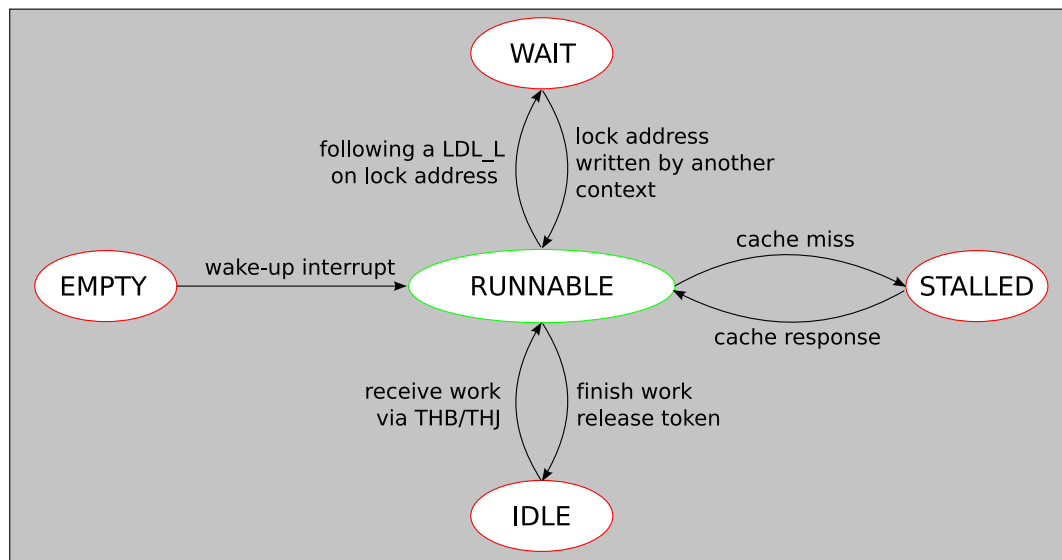 WAIT
following a LDL_L
on lock address
lock address
written by another
context
EMPTY
wake-up interrupt
RUNNABLE
cache miss
STALLED
cache response
receive work
via THB/THJ
finish work
release token
IDLE